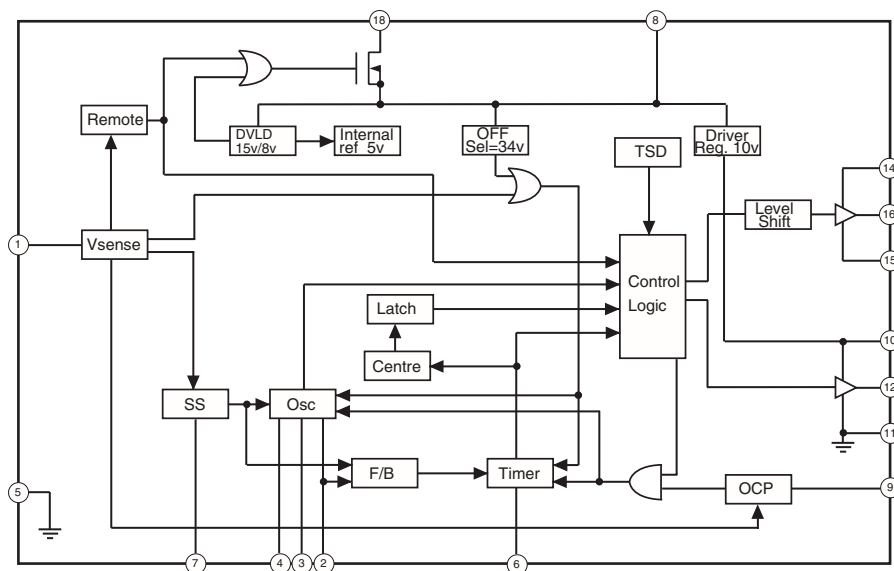 18
8
Remote
DVLD
15v/8v
Internal
ref 5v
OFF
Sel=34v
TSD
Driver
Reg. 10v
14
Level
Shift
16
1
Vsense
15
Control
Logic
Latch
Centre
10
12
SS
Osc
11
F/B
Timer
OCP
9
5
7
4
3
2
6